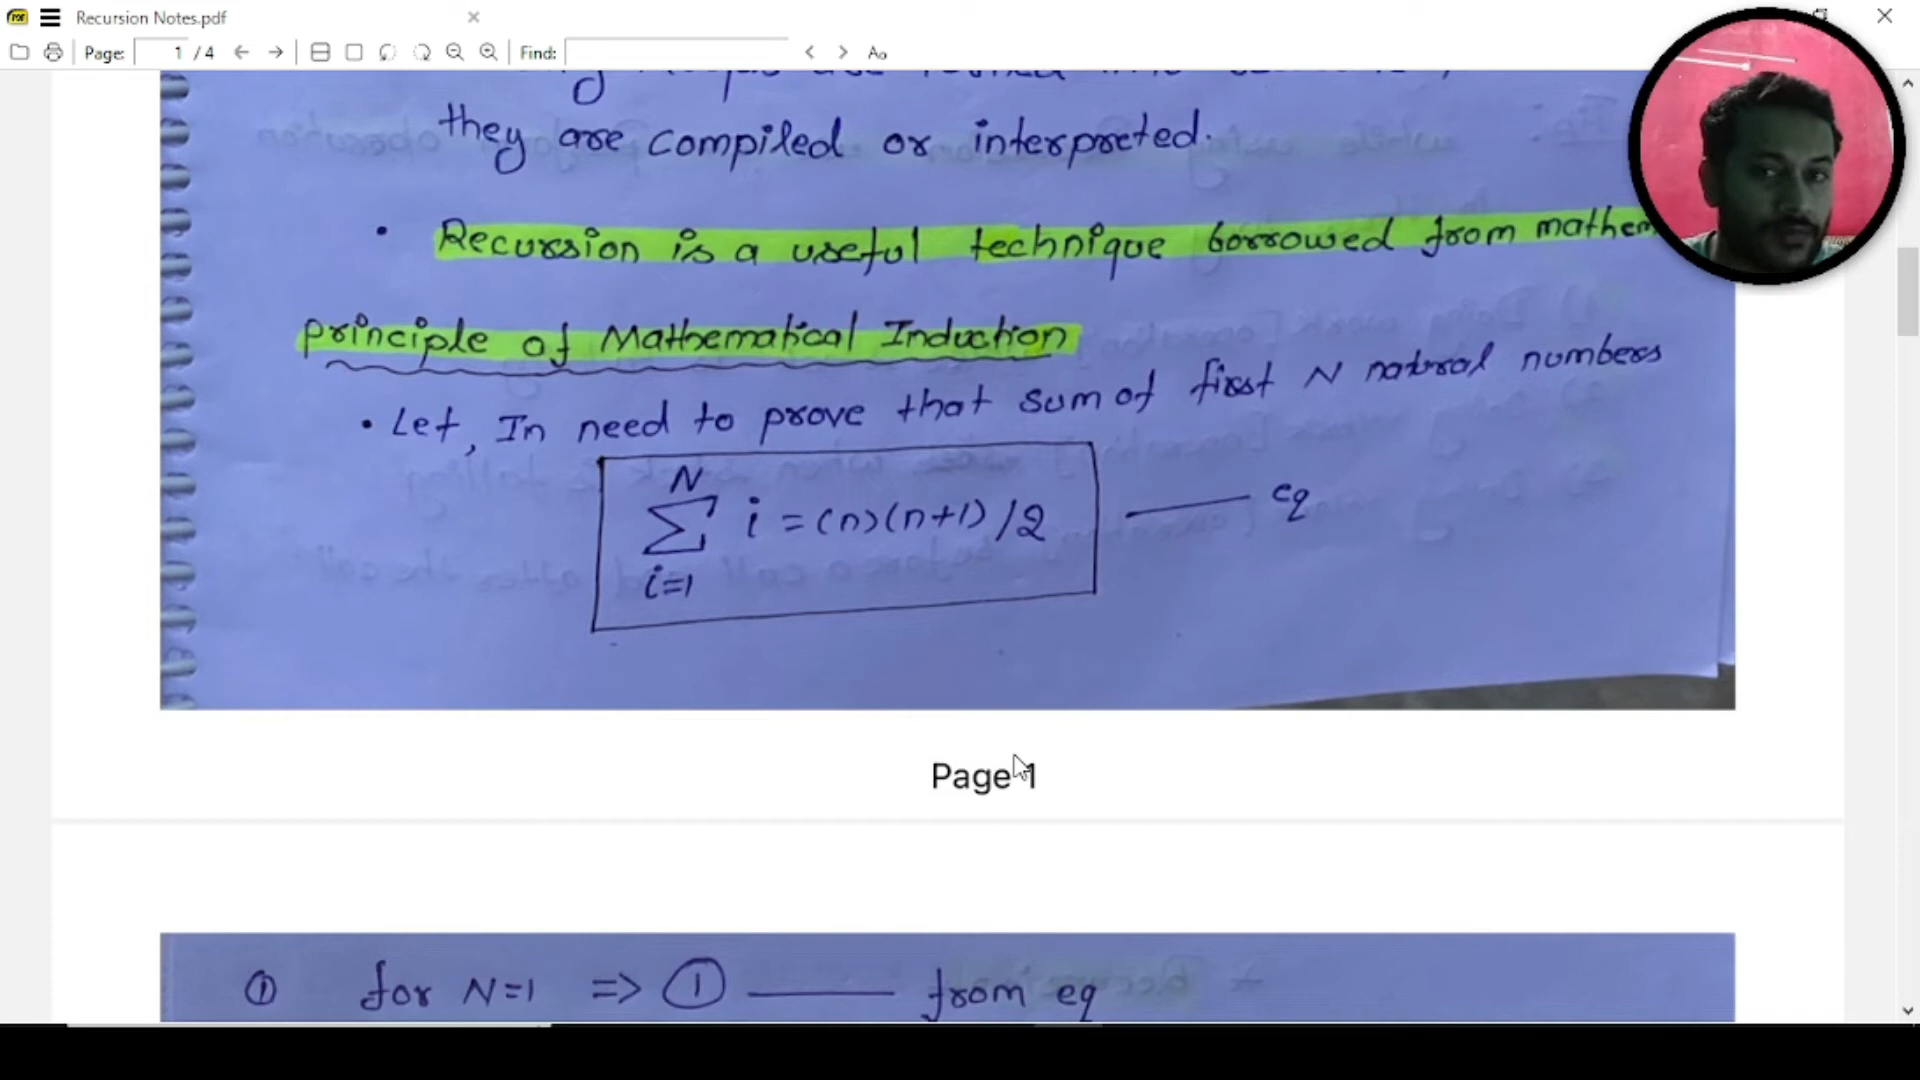 Recursion Notes.pdf
Page: 1 / 4 Find: Aa
they are compiled or interpreted.
• Recursion is a useful technique borrowed from mathem
principle of Mathematical Induction
• Let, In need to prove that sum of first N natural numbers
N
∑ i = (n)(n+1)/2 —— eq
i=1
Page 1
① for N=1 => ① —— from eq